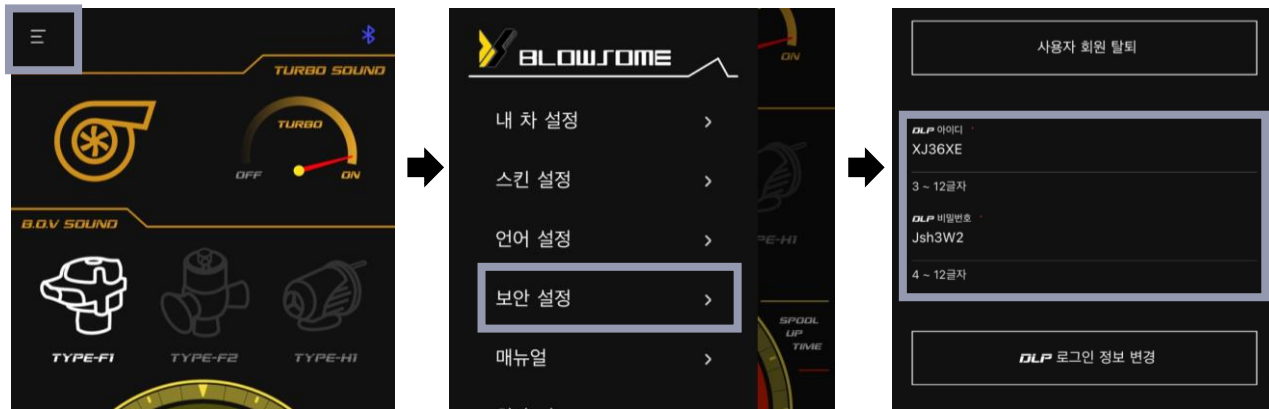 TURBO SOUND
TURBO
OFF
ON
B.O.V SOUND
TYPE-F1
TYPE-F2
TYPE-H1
BLOWSOME
내 차 설정
스킨 설정
언어 설정
보안 설정
매뉴얼
ON
PE-H1
SPOOL
UP
TIME
사용자 회원 탈퇴
DLP 아이디
XJ36XE
3 ~ 12글자
DLP 비밀번호
Jsh3W2
4 ~ 12글자
DLP 로그인 정보 변경